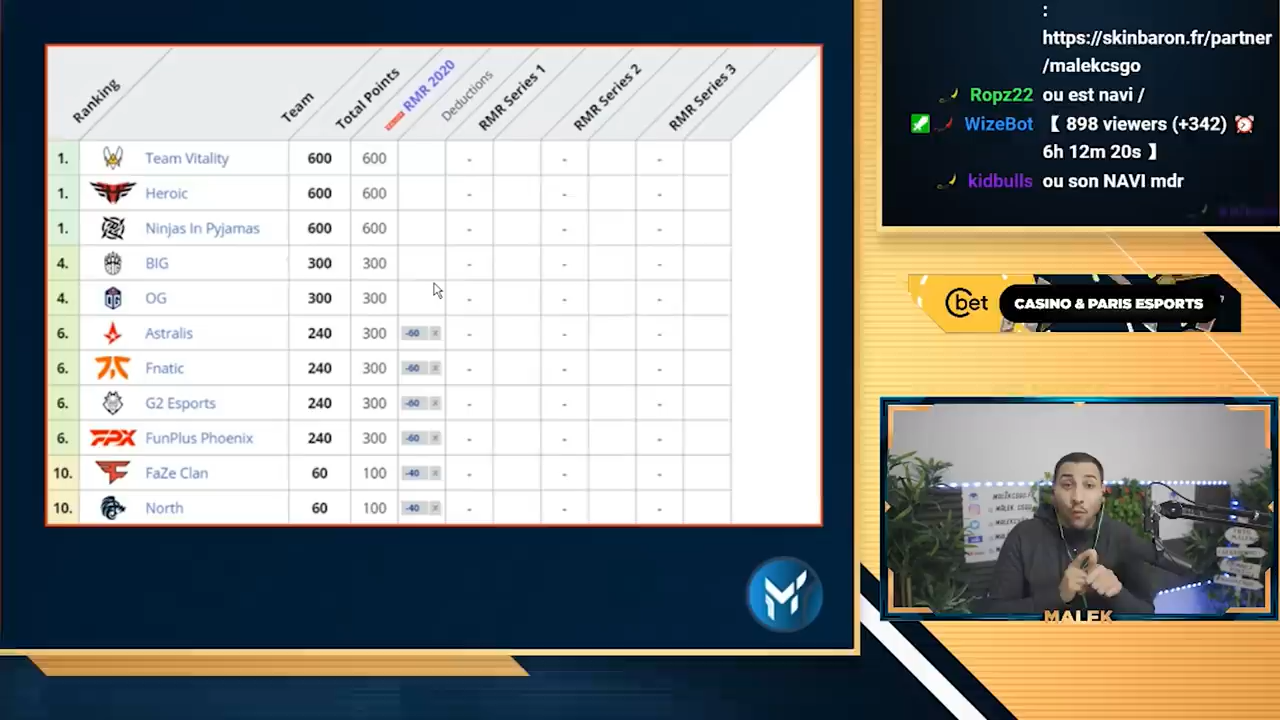 Ranking Team Total Points RMR 2020 Deductions RMR Series 1 RMR Series 2 RMR Series 3
1. Team Vitality 600 600 - - -
1. Heroic 600 600 - - -
1. Ninjas In Pyjamas 600 600 - - -
4. BIG 300 300 - - -
4. OG 300 300 - - -
6. Astralis 240 300 -60 x - - -
6. Fnatic 240 300 -60 x - - -
6. G2 Esports 240 300 -60 x - - -
6. FPX FunPlus Phoenix 240 300 -60 x - - -
10. FaZe Clan 60 100 -40 x - - -
10. North 60 100 -40 x - - -
:
https://skinbaron.fr/partner
/malekcsgo
Ropz22 ou est navi /
WizeBot 【 898 viewers (+342) ⏰
6h 12m 20s 】
kidbulls ou son NAVI mdr
Cbet CASINO & PARIS ESPORTS
MALEK